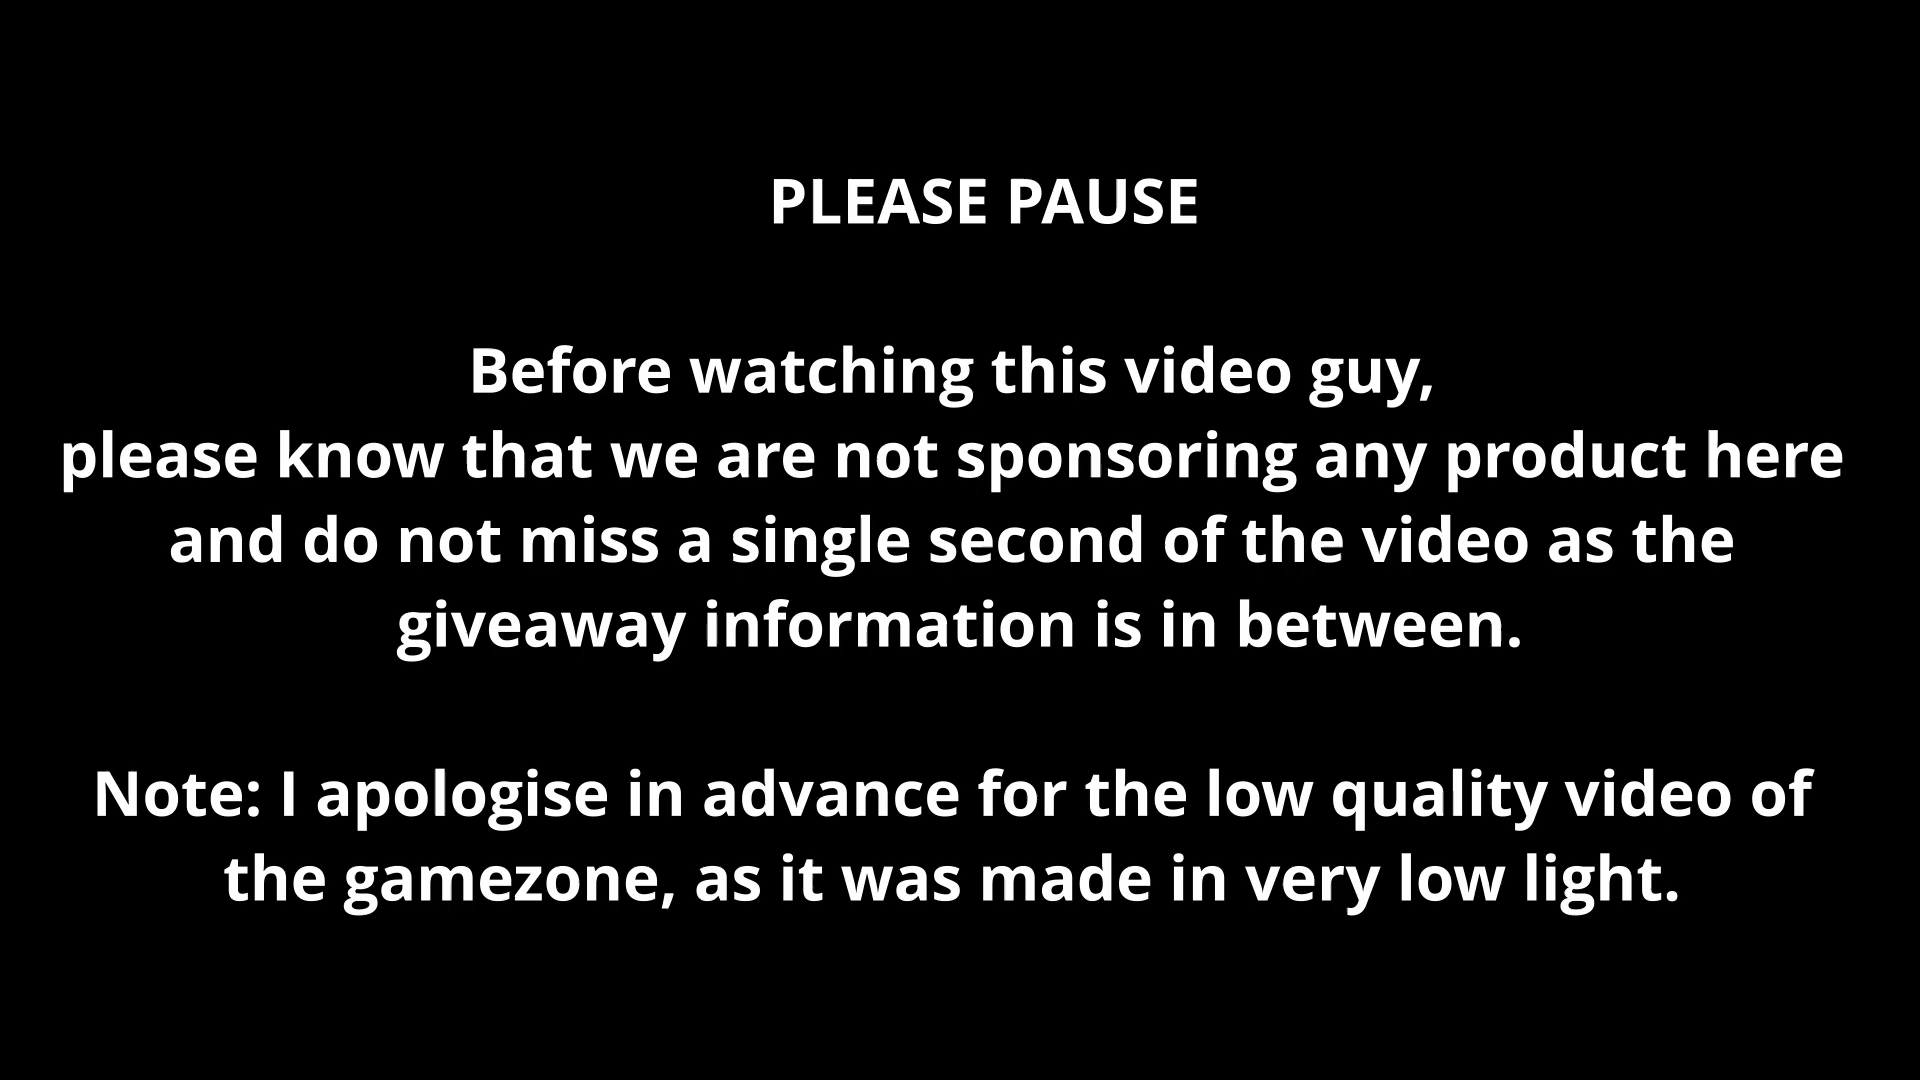 PLEASE PAUSE
Before watching this video guy,
please know that we are not sponsoring any product here
and do not miss a single second of the video as the
giveaway information is in between.
Note: I apologise in advance for the low quality video of
the gamezone, as it was made in very low light.